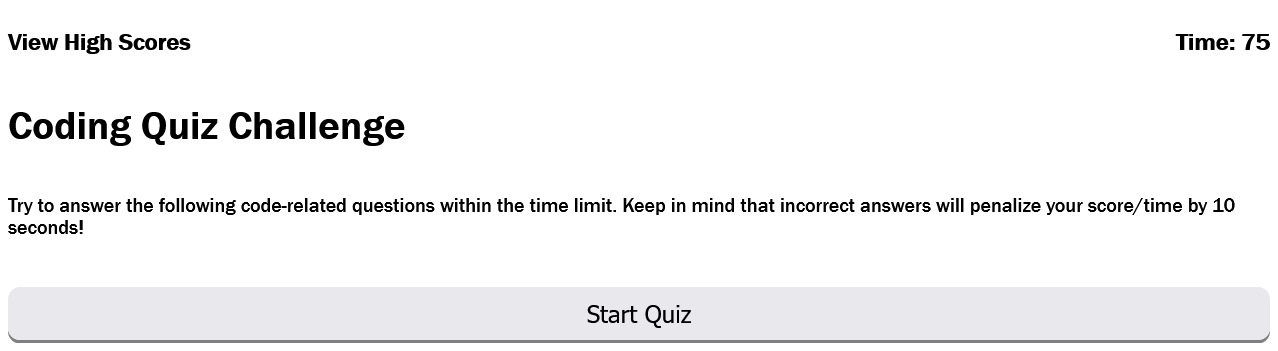 View High Scores
Time: 75
Coding Quiz Challenge
Try to answer the following code-related questions within the time limit. Keep in mind that incorrect answers will penalize your score/time by 10
seconds!
Start Quiz